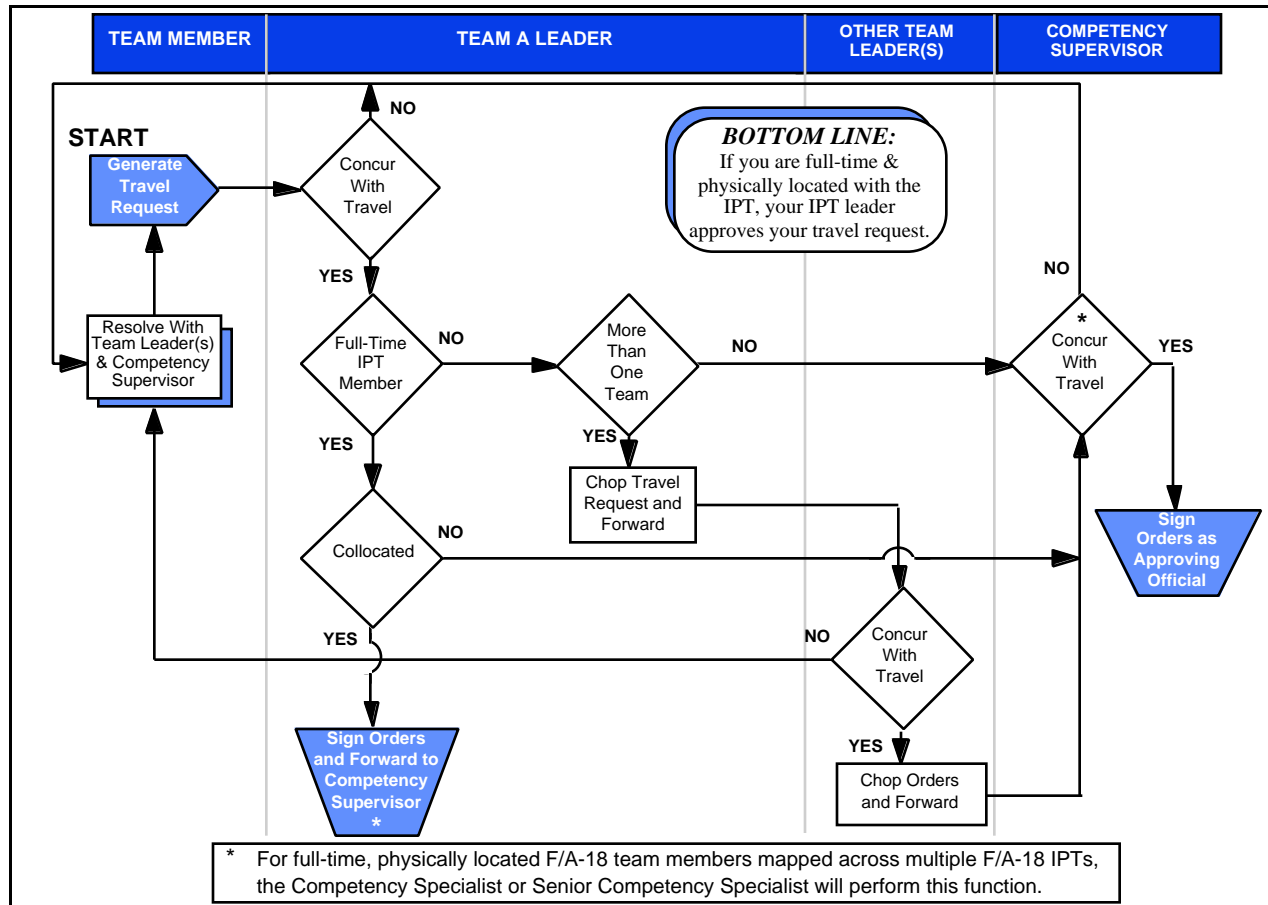 TEAM MEMBER
TEAM A LEADER
OTHER TEAM
LEADER(S)
COMPETENCY
SUPERVISOR
START
Generate
Travel
Request
NO
Concur
With
Travel
YES
BOTTOM LINE:
If you are full-time &
physically located with the
IPT, your IPT leader
approves your travel request.
NO
Resolve With
Team Leader(s)
& Competency
Supervisor
Full-Time
IPT
Member
NO
More
Than
One
Team
NO
*
Concur
With
Travel
YES
YES
YES
Chop Travel
Request and
Forward
Collocated
NO
Sign
Orders as
Approving
Official
YES
NO
Concur
With
Travel
Sign Orders
and Forward to
Competency
Supervisor
*
YES
Chop Orders
and Forward
* For full-time, physically located F/A-18 team members mapped across multiple F/A-18 IPTs,
the Competency Specialist or Senior Competency Specialist will perform this function.